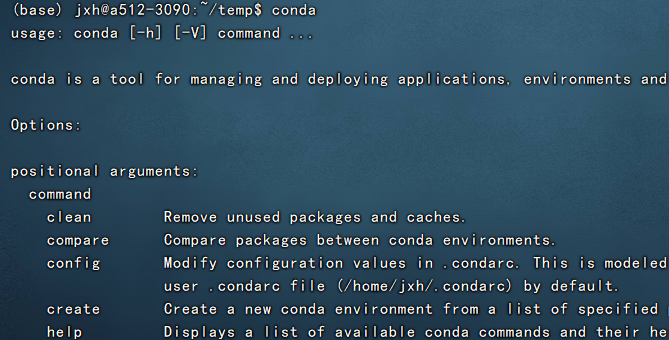 (base) jxh@a512-3090:~/temp$ conda
usage: conda [-h] [-V] command ...
conda is a tool for managing and deploying applications, environments and
Options:
positional arguments:
command
clean Remove unused packages and caches.
compare Compare packages between conda environments.
config Modify configuration values in .condarc. This is modeled
user .condarc file (/home/jxh/.condarc) by default.
create Create a new conda environment from a list of specified
help Displays a list of available conda commands and their he